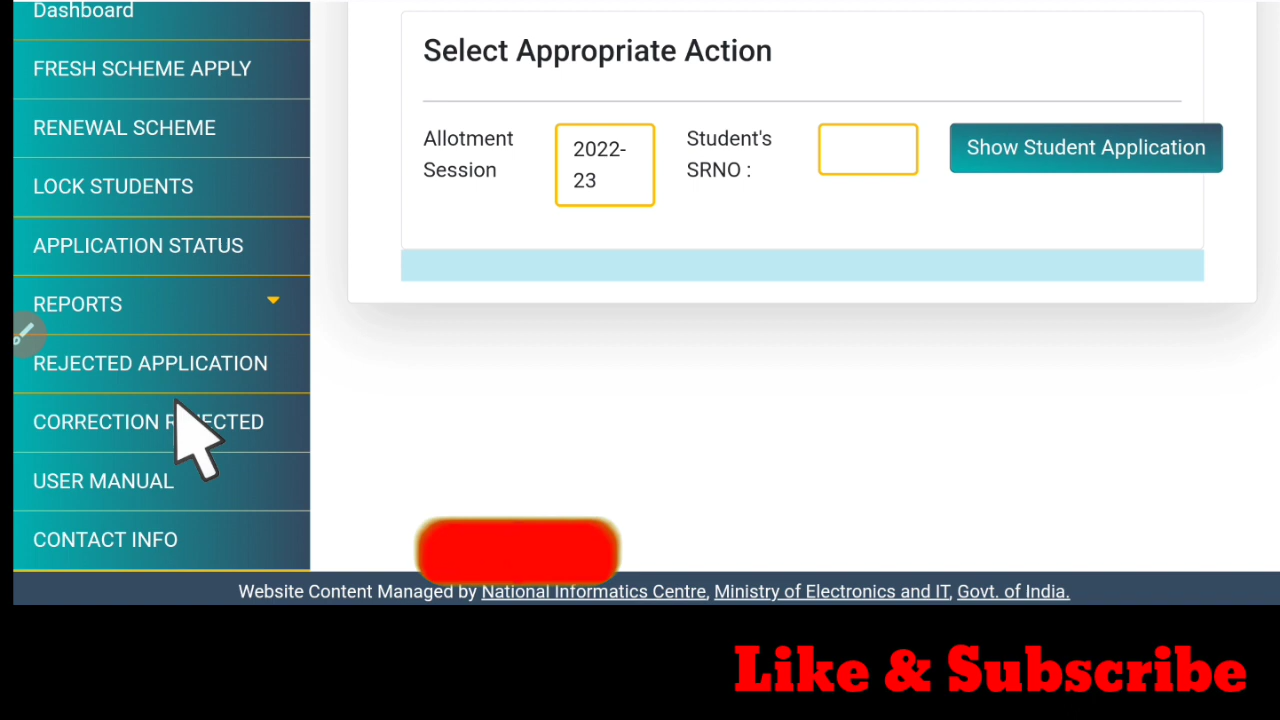 Dashboard
FRESH SCHEME APPLY
RENEWAL SCHEME
LOCK STUDENTS
APPLICATION STATUS
REPORTS
REJECTED APPLICATION
CORRECTION
USER MANUAL
CONTACT INFO
Select Appropriate Action
Allotment
Session
2022-
23
Student's
SRNO :
Show Student Application
Website Content Managed by National Informatics Centre, Ministry of Electronics and IT, Govt. of India.
Like & Subscribe